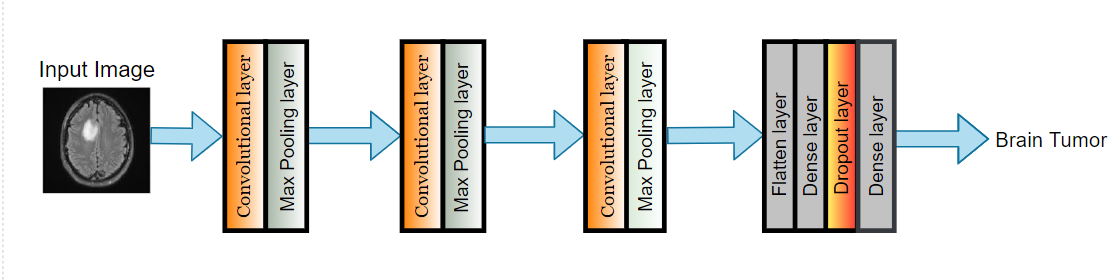 Input Image
Convolutional layer
Max Pooling layer
Convolutional layer
Max Pooling layer
Convolutional layer
Max Pooling layer
Flatten layer
Dense layer
Dropout layer
Dense layer
Brain Tumor